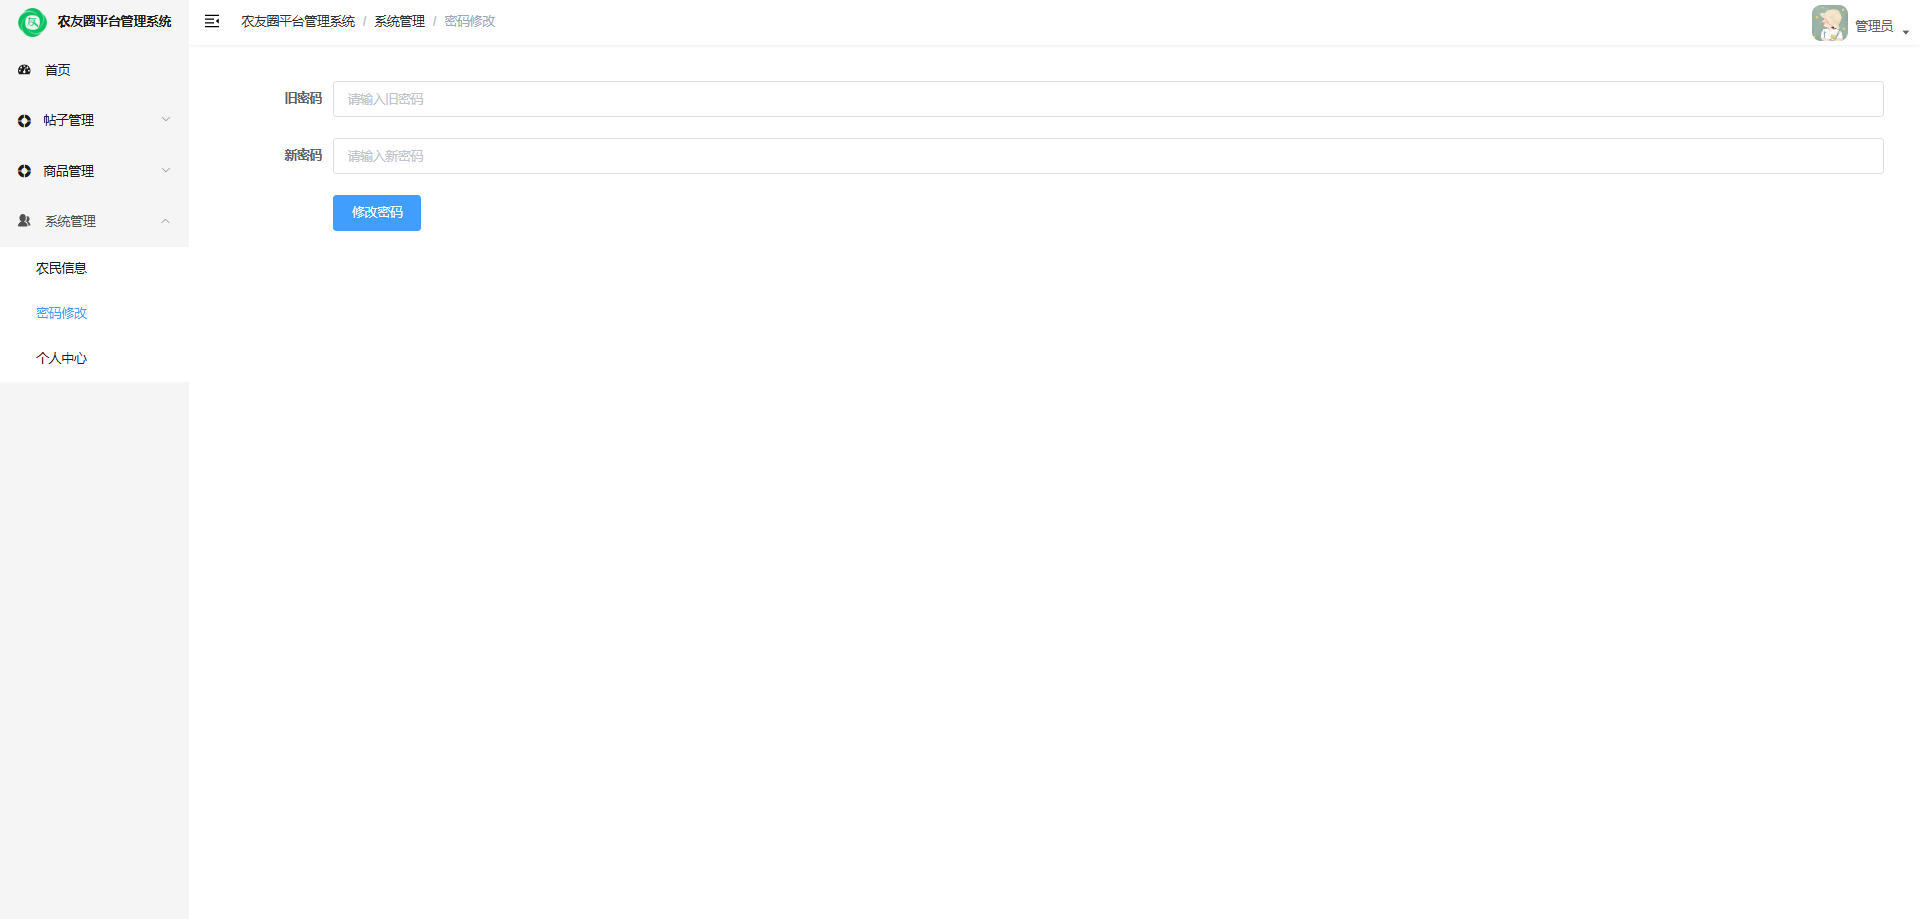 农友圈平台管理系统
农友圈平台管理系统 / 系统管理 / 密码修改
管理员
首页
帖子管理
商品管理
系统管理
农民信息
密码修改
个人中心
旧密码 请输入旧密码
新密码 请输入新密码
修改密码